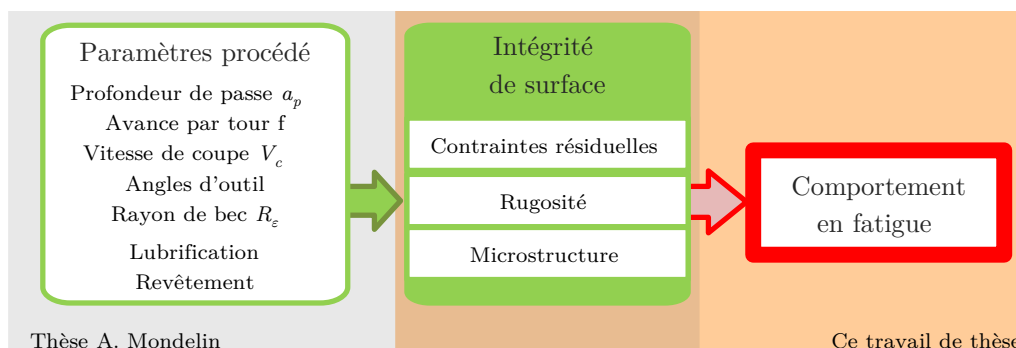 Paramètres procédé
Profondeur de passe a_p
Avance par tour f
Vitesse de coupe V_c
Angles d'outil
Rayon de bec R_ε
Lubrification
Revêtement
Intégrité
de surface
Contraintes résiduelles
Rugosité
Microstructure
Comportement
en fatigue
Thèse A. Mondelin
Ce travail de thèse